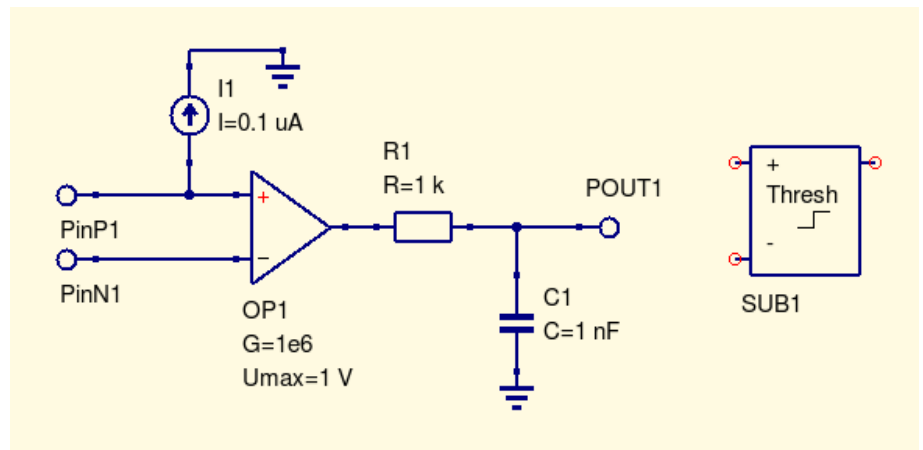 I1
I=0.1 uA
PinP1
PinN1
+
−
OP1
G=1e6
Umax=1 V
R1
R=1 k
POUT1
C1
C=1 nF
+
Thresh
-
SUB1